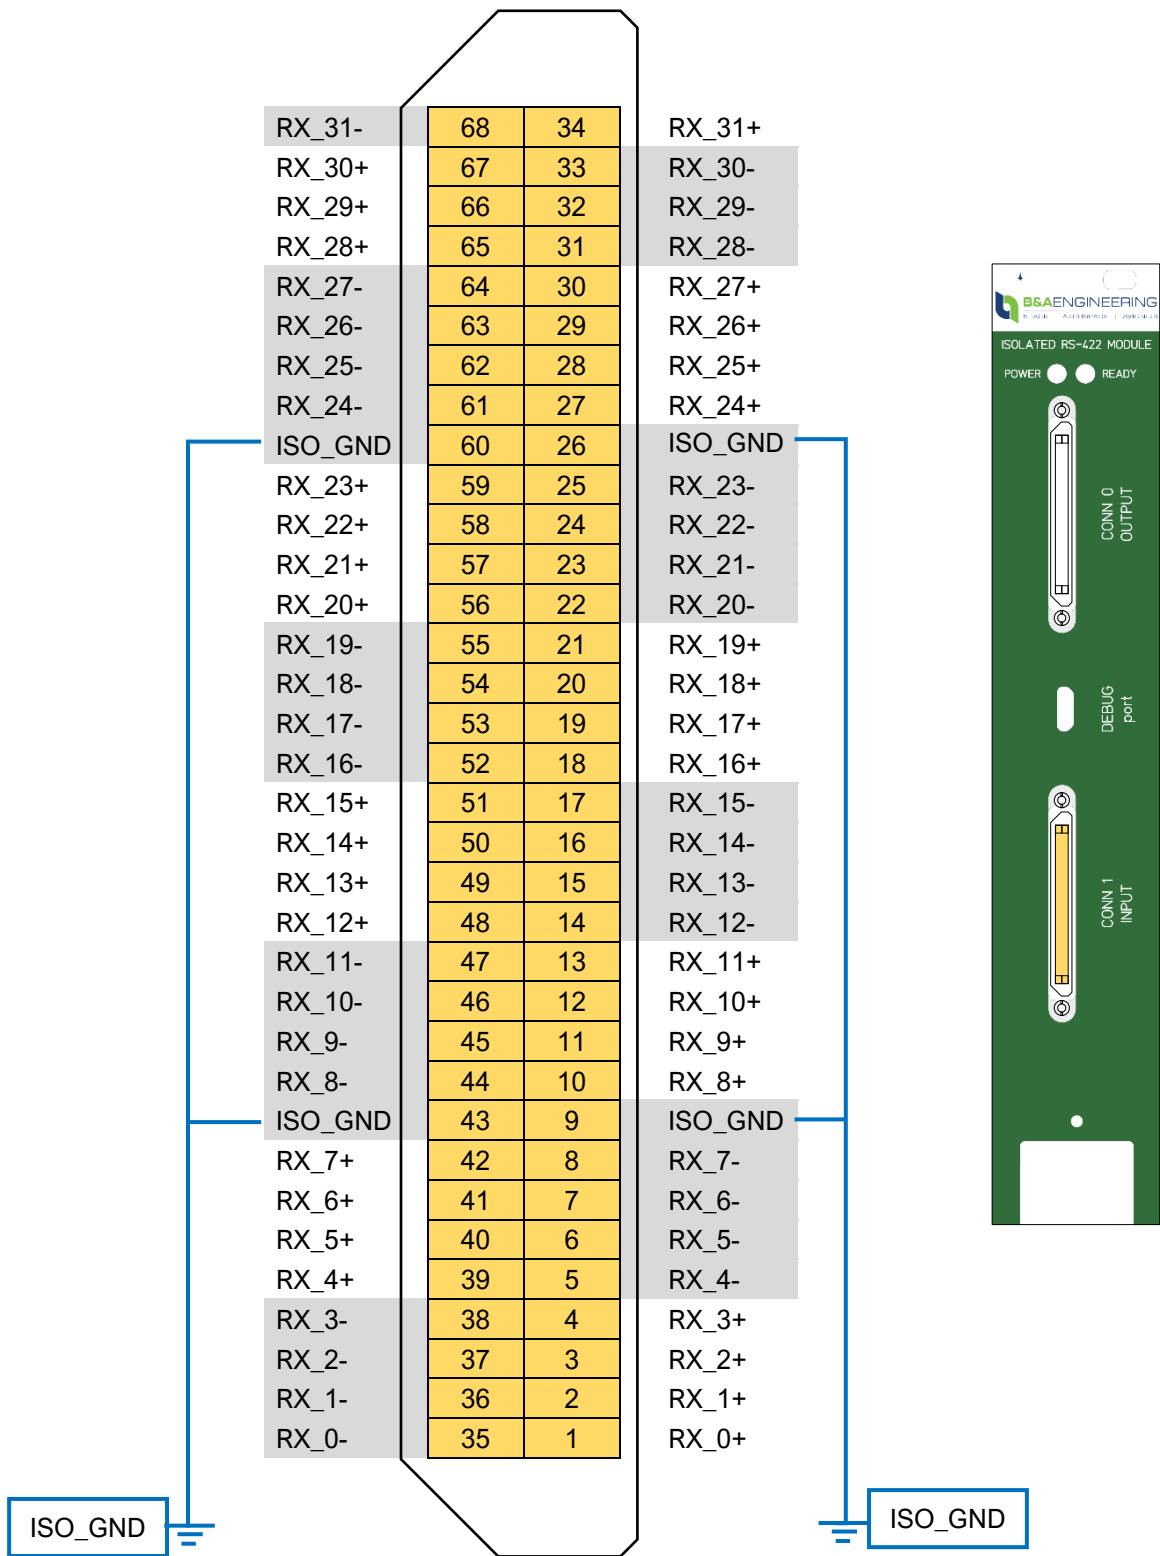 RX_31- 68 34 RX_31+
RX_30+ 67 33 RX_30-
RX_29+ 66 32 RX_29-
RX_28+ 65 31 RX_28-
RX_27- 64 30 RX_27+
RX_26- 63 29 RX_26+
RX_25- 62 28 RX_25+
RX_24- 61 27 RX_24+
ISO_GND 60 26 ISO_GND
RX_23+ 59 25 RX_23-
RX_22+ 58 24 RX_22-
RX_21+ 57 23 RX_21-
RX_20+ 56 22 RX_20-
RX_19- 55 21 RX_19+
RX_18- 54 20 RX_18+
RX_17- 53 19 RX_17+
RX_16- 52 18 RX_16+
RX_15+ 51 17 RX_15-
RX_14+ 50 16 RX_14-
RX_13+ 49 15 RX_13-
RX_12+ 48 14 RX_12-
RX_11- 47 13 RX_11+
RX_10- 46 12 RX_10+
RX_9- 45 11 RX_9+
RX_8- 44 10 RX_8+
ISO_GND 43 9 ISO_GND
RX_7+ 42 8 RX_7-
RX_6+ 41 7 RX_6-
RX_5+ 40 6 RX_5-
RX_4+ 39 5 RX_4-
RX_3- 38 4 RX_3+
RX_2- 37 3 RX_2+
RX_1- 36 2 RX_1+
RX_0- 35 1 RX_0+
ISO_GND
ISO_GND
B&AENGINEERING
ISOLATED RS-422 MODULE
POWER READY
CONN 0
OUTPUT
DEBUG
port
CONN 1
INPUT